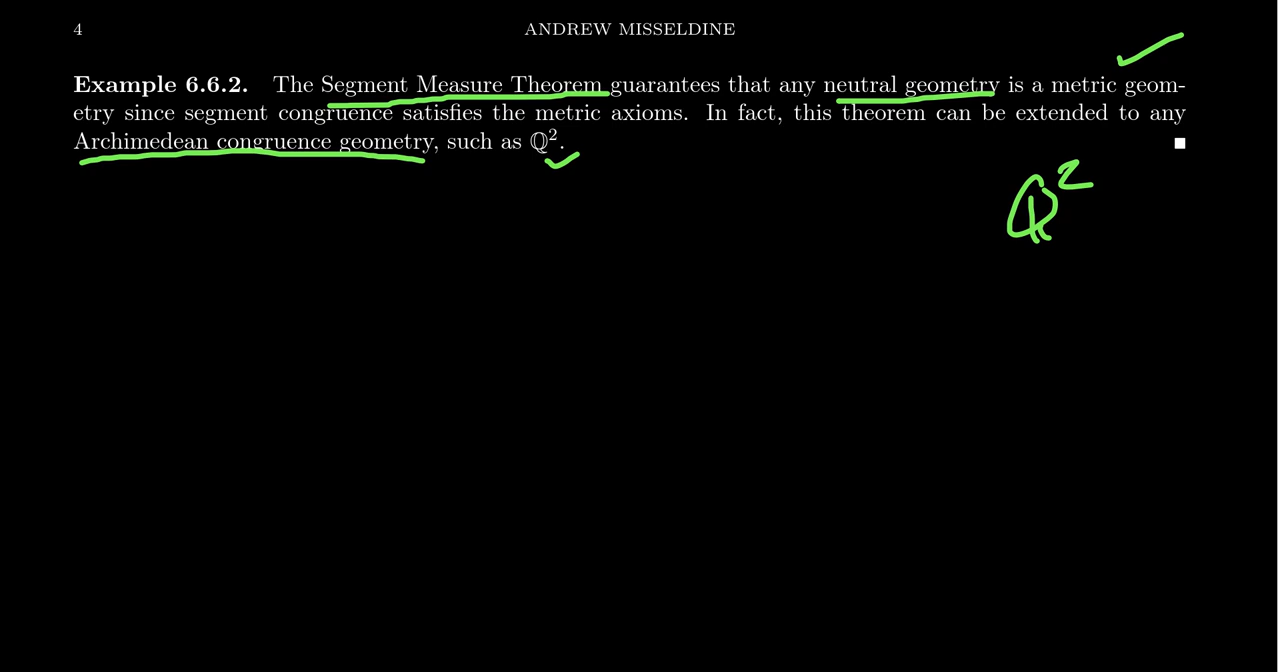 4 ANDREW MISSELDINE
Example 6.6.2. The Segment Measure Theorem guarantees that any neutral geometry is a metric geom-
etry since segment congruence satisfies the metric axioms. In fact, this theorem can be extended to any
Archimedean congruence geometry, such as ℚ². ■
ℚ²